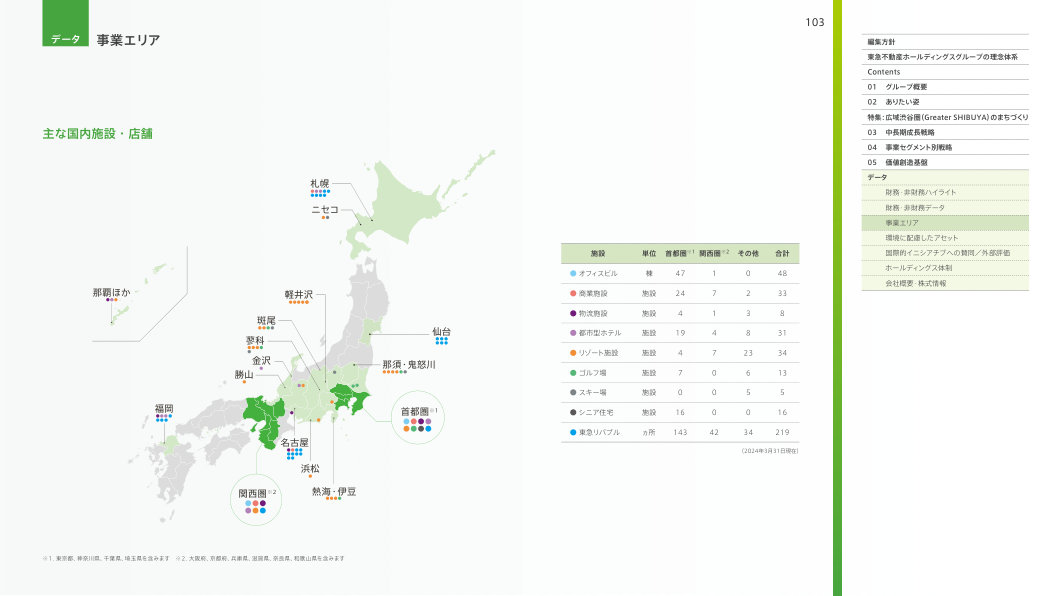 データ 事業エリア
103
主な国内施設・店舗
札幌
ニセコ
那覇ほか
軽井沢
斑尾
仙台
蓼科
金沢
那須・鬼怒川
勝山
福岡
首都圏※1
名古屋
浜松
関西圏※2
熱海・伊豆
施設 単位 首都圏※1 関西圏※2 その他 合計
オフィスビル 棟 47 1 0 48
商業施設 施設 24 7 2 33
物流施設 施設 4 1 3 8
都市型ホテル 施設 19 4 8 31
リゾート施設 施設 4 7 23 34
ゴルフ場 施設 7 0 6 13
スキー場 施設 0 0 5 5
シニア住宅 施設 16 0 0 16
東急リバブル ヵ所 143 42 34 219
（2024年3月31日現在）
※1. 東京都、神奈川県、千葉県、埼玉県を含みます ※2. 大阪府、京都府、兵庫県、滋賀県、奈良県、和歌山県を含みます
編集方針
東急不動産ホールディングスグループの理念体系
Contents
01 グループ概要
02 ありたい姿
特集：広域渋谷圏（Greater SHIBUYA）のまちづくり
03 中長期成長戦略
04 事業セグメント別戦略
05 価値創造基盤
データ
財務・非財務ハイライト
財務・非財務データ
事業エリア
環境に配慮したアセット
国際的イニシアチブへの賛同／外部評価
ホールディングス体制
会社概要・株式情報